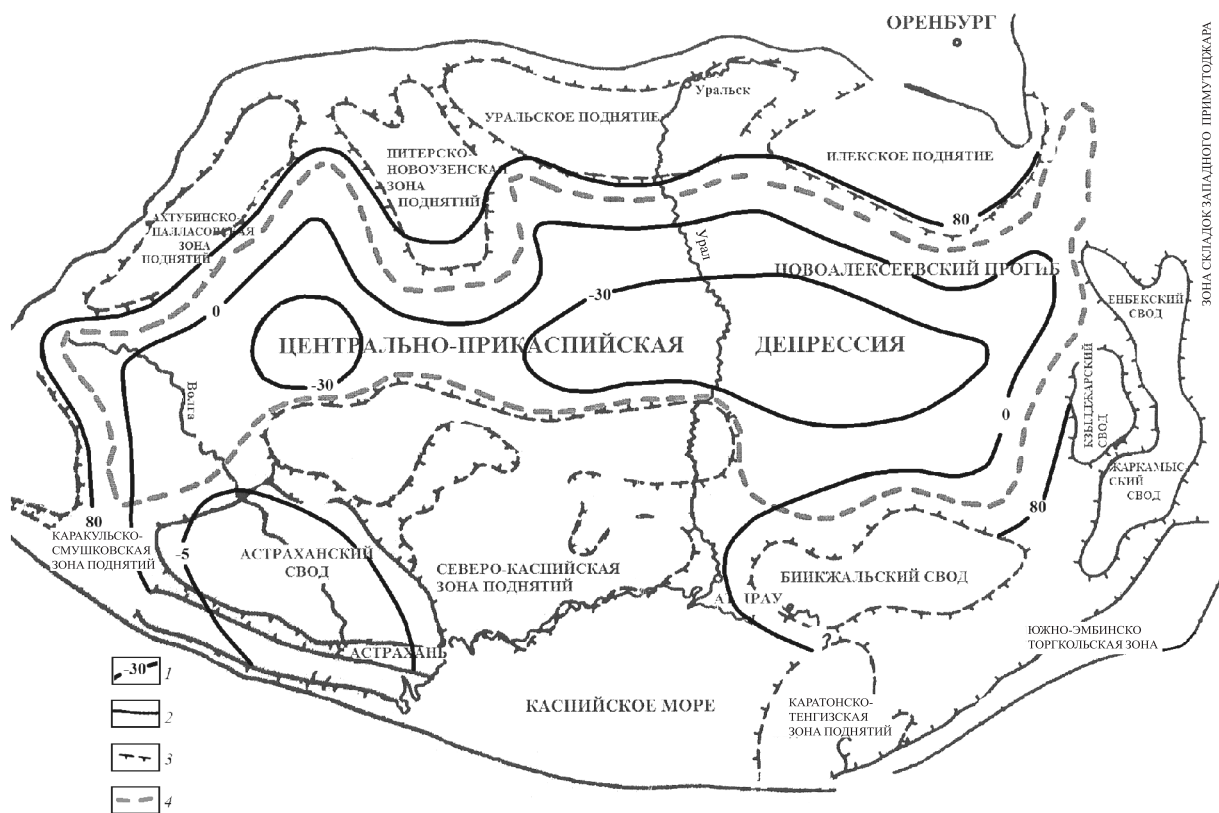 ОРЕНБУРГ
ЗОНА СКЛАДОК ЗАПАДНОГО ПРИМУГОДЖАРА
Уральск
УРАЛЬСКОЕ ПОДНЯТИЕ
ПИТЕРСКО-
НОВОУЗЕНСКАЯ
ЗОНА
ПОДНЯТИЙ
ИЛЕКСКОЕ ПОДНЯТИЕ
АХТУБИНСКО-
ПАЛЛАСОВСКАЯ
ЗОНА
ПОДНЯТИЙ
80
Урал
НОВОАЛЕКСЕЕВСКИЙ ПРОГИБ
0
-30
ЕНБЕКСКИЙ
СВОД
ЦЕНТРАЛЬНО-ПРИКАСПИЙСКАЯ
ДЕПРЕССИЯ
-30
Волга
0
КЗЫЛДЖАРСКИЙ
СВОД
ЖАРКАМЫС-
СКИЙ
СВОД
80
80
КАРАКУЛЬСКО-
СМУШКОВСКАЯ
ЗОНА ПОДНЯТИЙ
-5
АСТРАХАНСКИЙ
СВОД
СЕВЕРО-КАСПИЙСКАЯ
ЗОНА ПОДНЯТИЙ
БИИКЖАЛЬСКИЙ СВОД
АТЫРАУ
ЮЖНО-ЭМБИНСКО
ТОРГКОЛЬСКАЯ ЗОНА
АСТРАХАНЬ
КАСПИЙСКОЕ МОРЕ
КАРАТОНСКО-
ТЕНГИЗСКАЯ
ЗОНА ПОДНЯТИЙ
-30 1
2
3
4